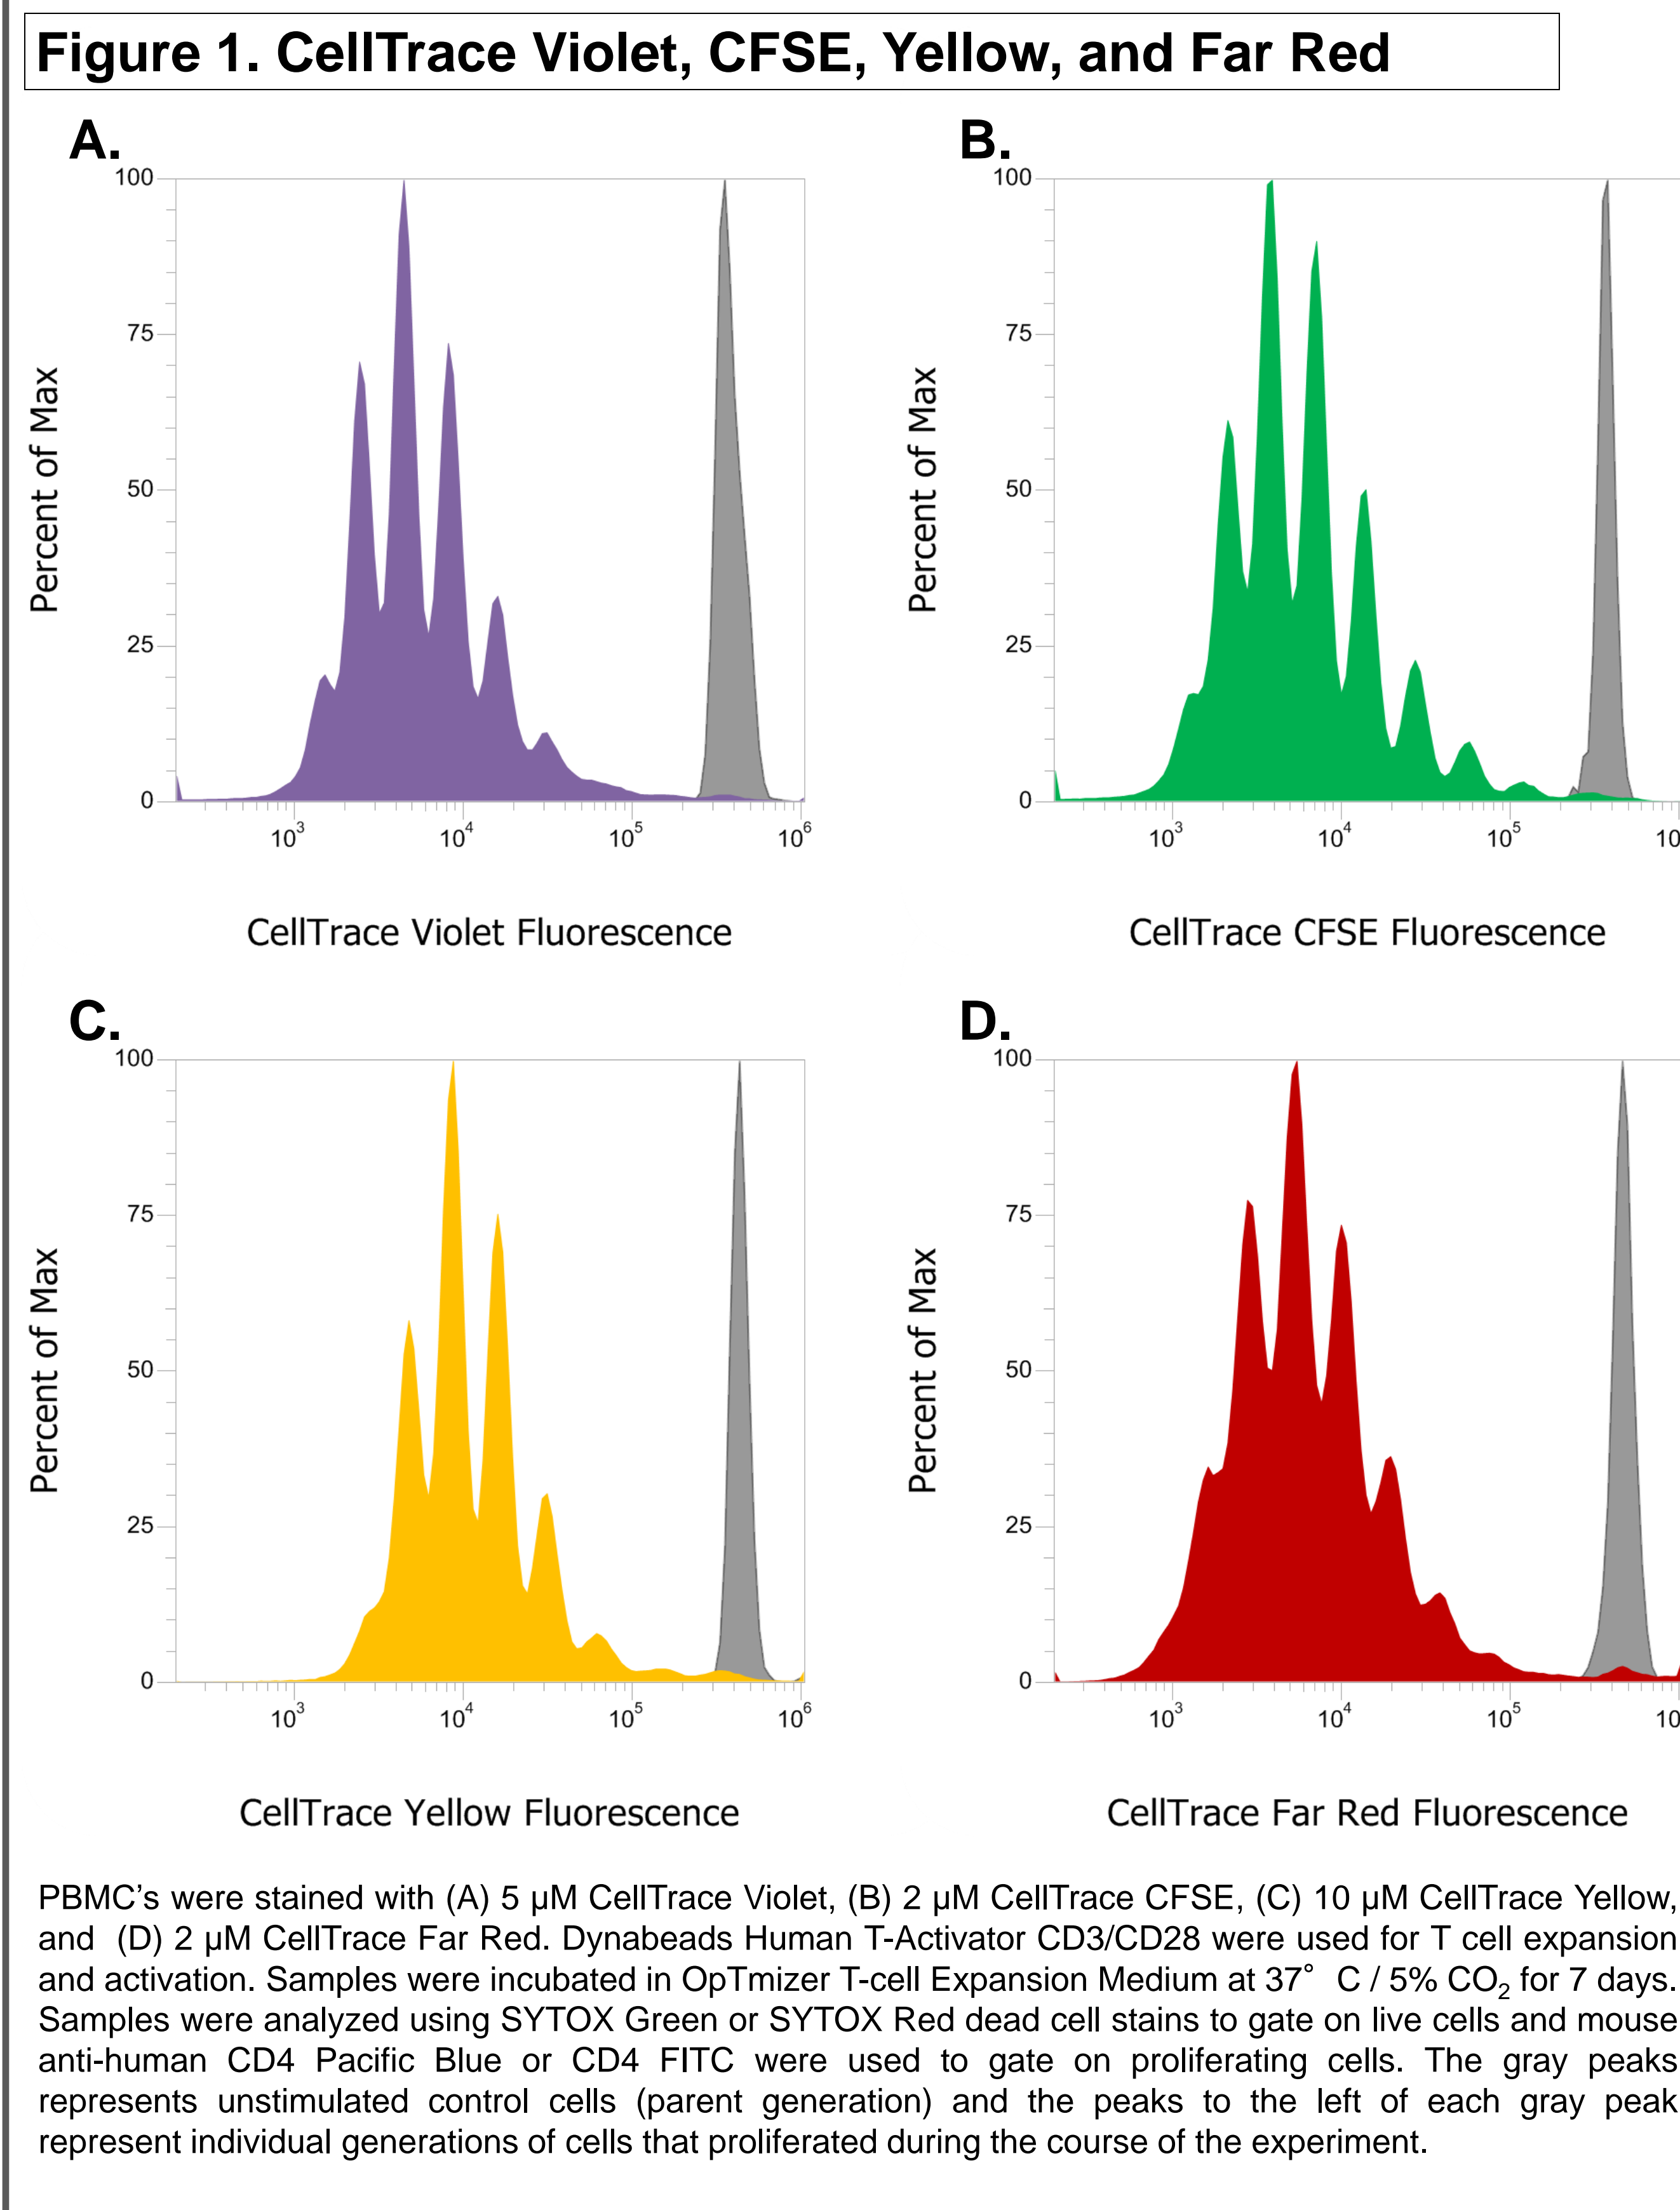 Figure 1. CellTrace Violet, CFSE, Yellow, and Far Red
A.
100
75
50
25
0
Percent of Max
10³ 10⁴ 10⁵ 10⁶
CellTrace Violet Fluorescence
B.
100
75
50
25
0
Percent of Max
10³ 10⁴ 10⁵ 10
CellTrace CFSE Fluorescence
C.
100
75
50
25
0
Percent of Max
10³ 10⁴ 10⁵ 10⁶
CellTrace Yellow Fluorescence
D.
100
75
50
25
0
Percent of Max
10³ 10⁴ 10⁵ 10
CellTrace Far Red Fluorescence
PBMC’s were stained with (A) 5 µM CellTrace Violet, (B) 2 µM CellTrace CFSE, (C) 10 µM CellTrace Yellow,
and (D) 2 µM CellTrace Far Red. Dynabeads Human T-Activator CD3/CD28 were used for T cell expansion
and activation. Samples were incubated in OpTmizer T-cell Expansion Medium at 37° C / 5% CO₂ for 7 days.
Samples were analyzed using SYTOX Green or SYTOX Red dead cell stains to gate on live cells and mouse
anti-human CD4 Pacific Blue or CD4 FITC were used to gate on proliferating cells. The gray peaks
represents unstimulated control cells (parent generation) and the peaks to the left of each gray peak
represent individual generations of cells that proliferated during the course of the experiment.